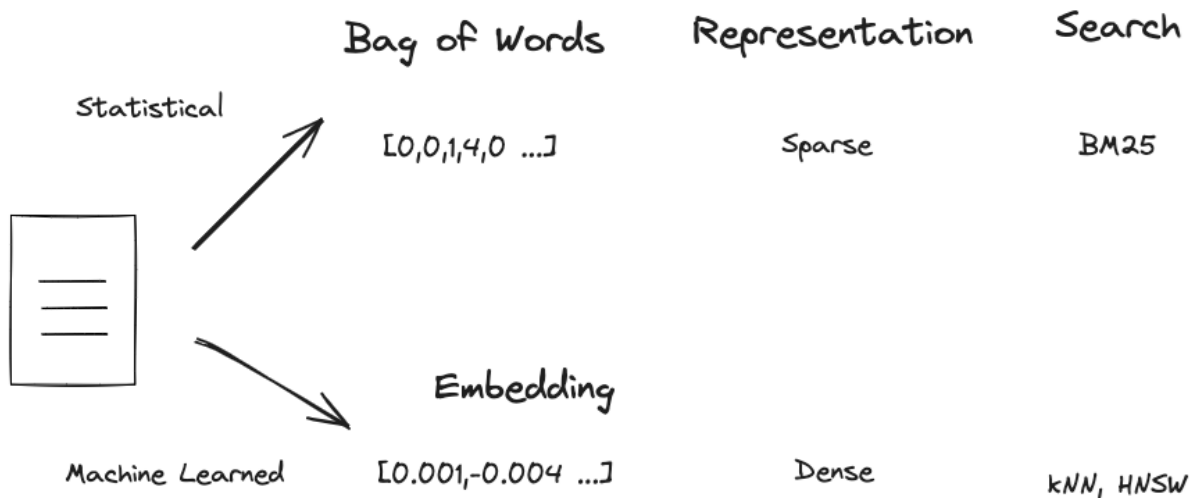 Bag of Words Representation Search
Statistical
[0,0,1,4,0 ...] Sparse BM25
Embedding
Machine Learned [0.001,-0.004 ...] Dense kNN, HNSW